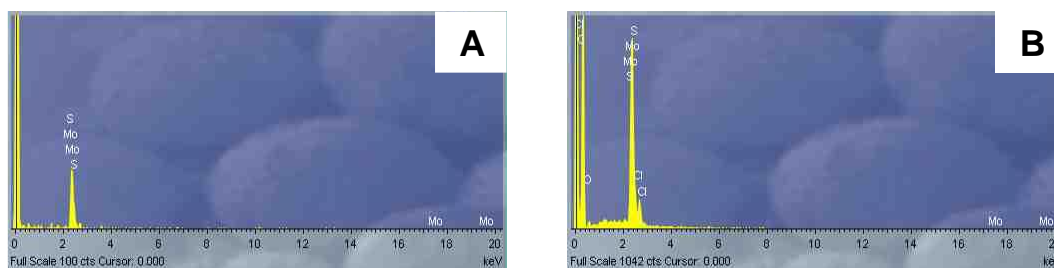 A
S
Mo
Mo
S
Mo Mo
0 2 4 6 8 10 12 14 16 18 20
Full Scale 100 cts Cursor: 0.000 keV
B
S
Mo
Mo
S
O
Cl
Cl
Mo Mo
0 2 4 6 8 10 12 14 16 18
Full Scale 1042 cts Cursor: 0.000